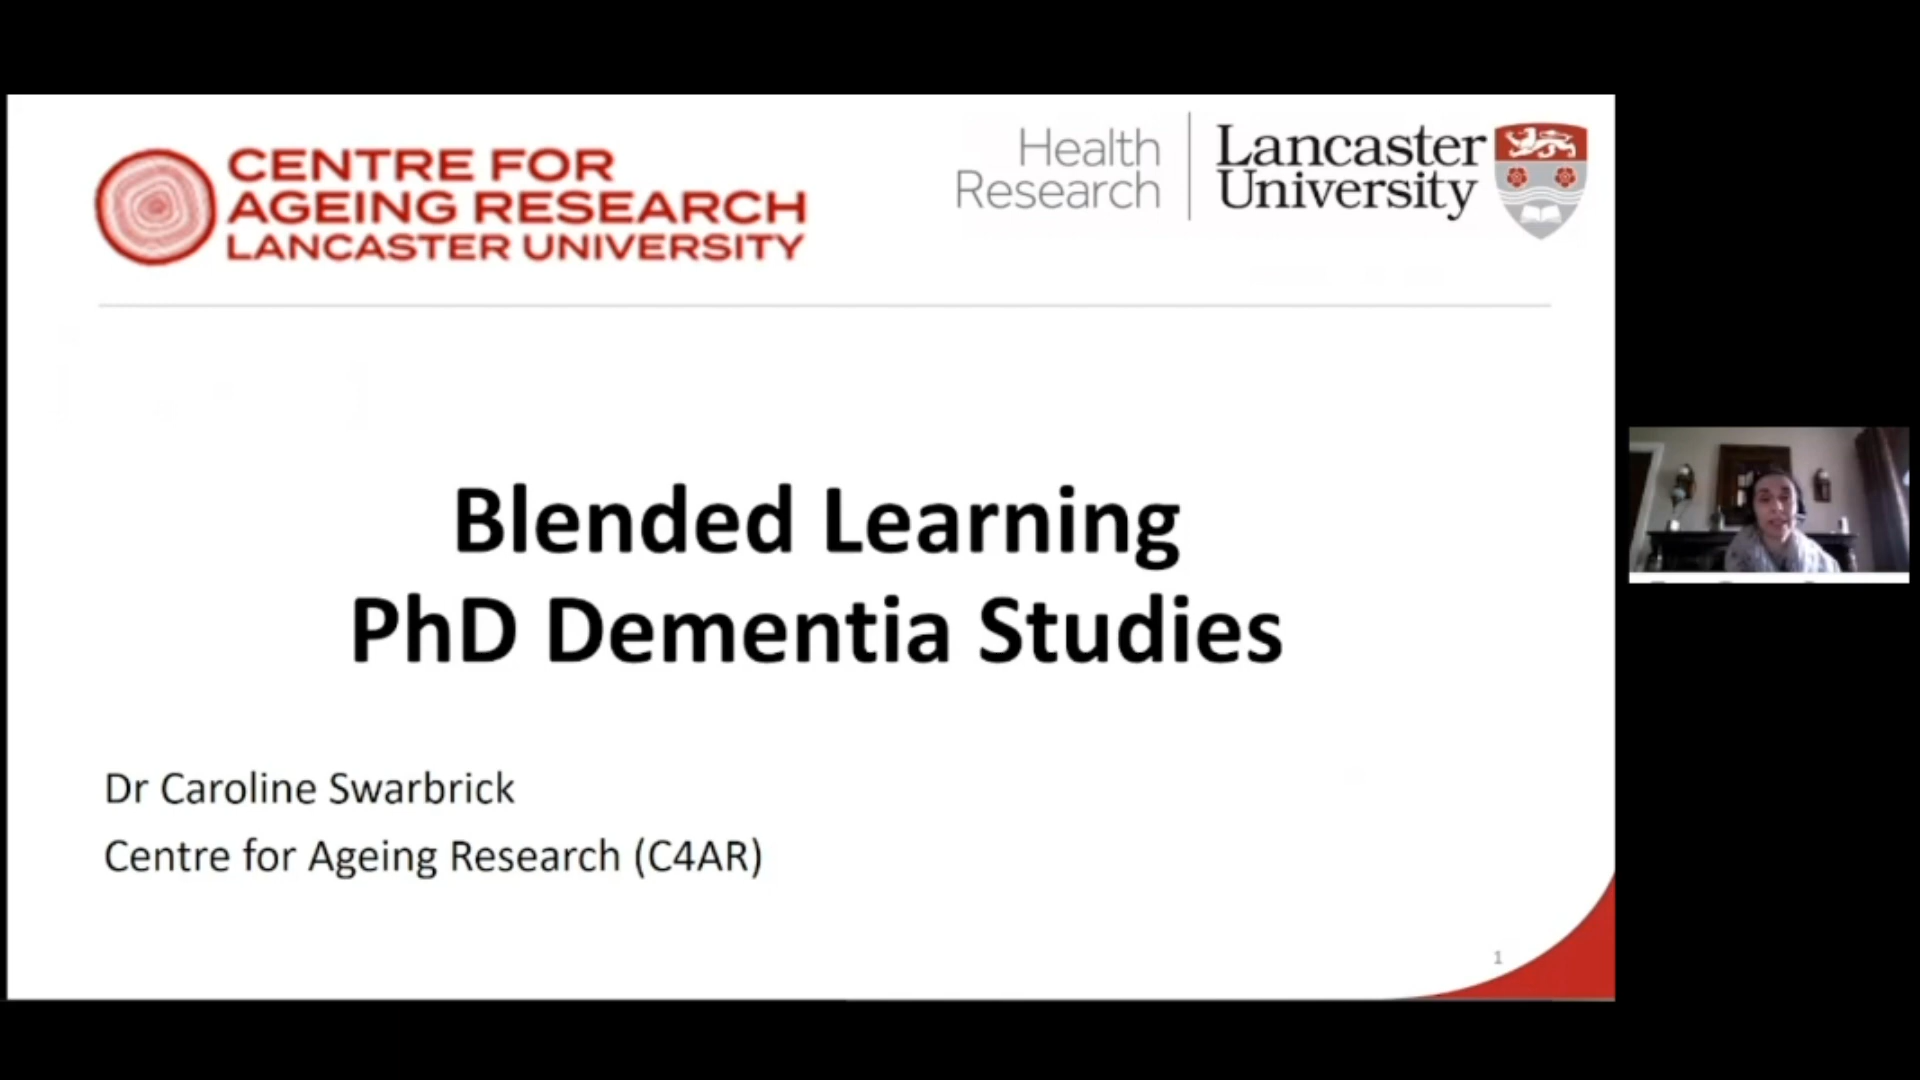 CENTRE FOR
AGEING RESEARCH
LANCASTER UNIVERSITY
Health
Research
Lancaster
University
Blended Learning
PhD Dementia Studies
Dr Caroline Swarbrick
Centre for Ageing Research (C4AR)
1